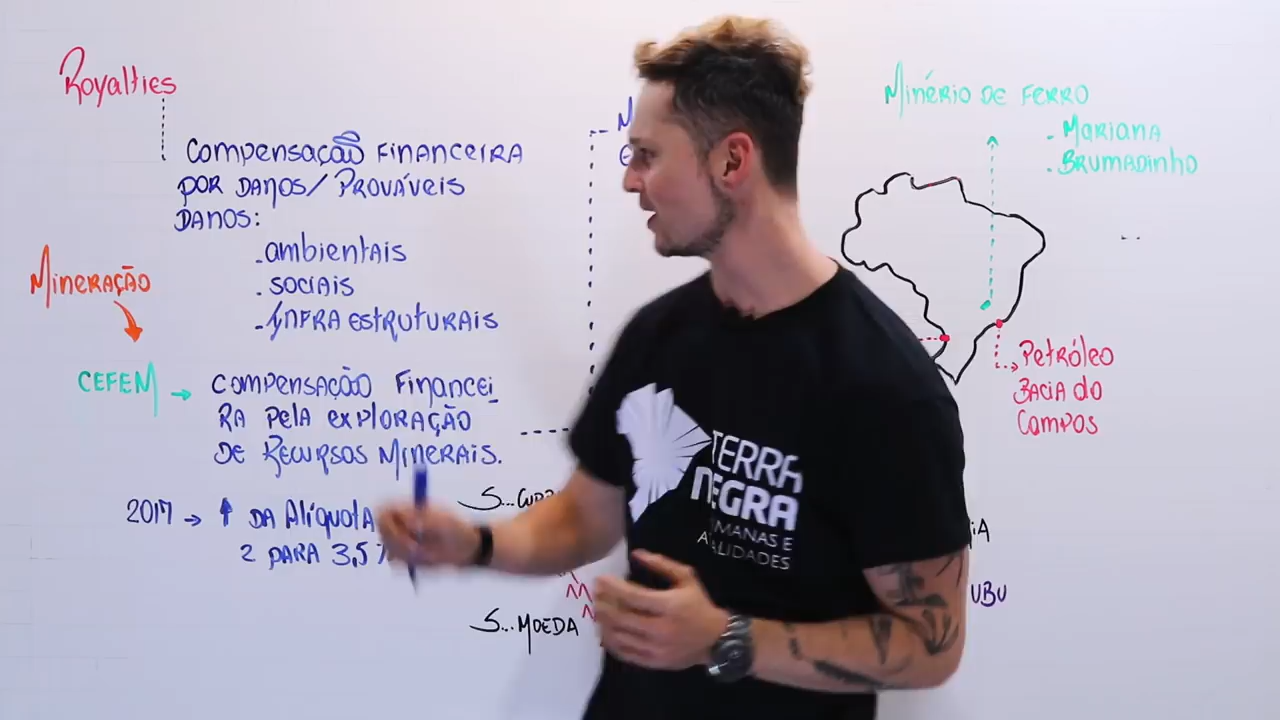 Royalties
Compensação Financeira
por danos/Prováveis
danos:
.ambientais
.sociais
.Infra estruturais
Mineração
CEFEM → Compensação Financei_
ra pela exploração
de Recursos Minerais.
2017 → ↑ da Alíquota
2 para 3,5
S...
S...Moeda
Minério de Ferro
.Mariana
.Brumadinho
Petróleo
Bacia do
Campos
UBU
TERRA
NEGRA